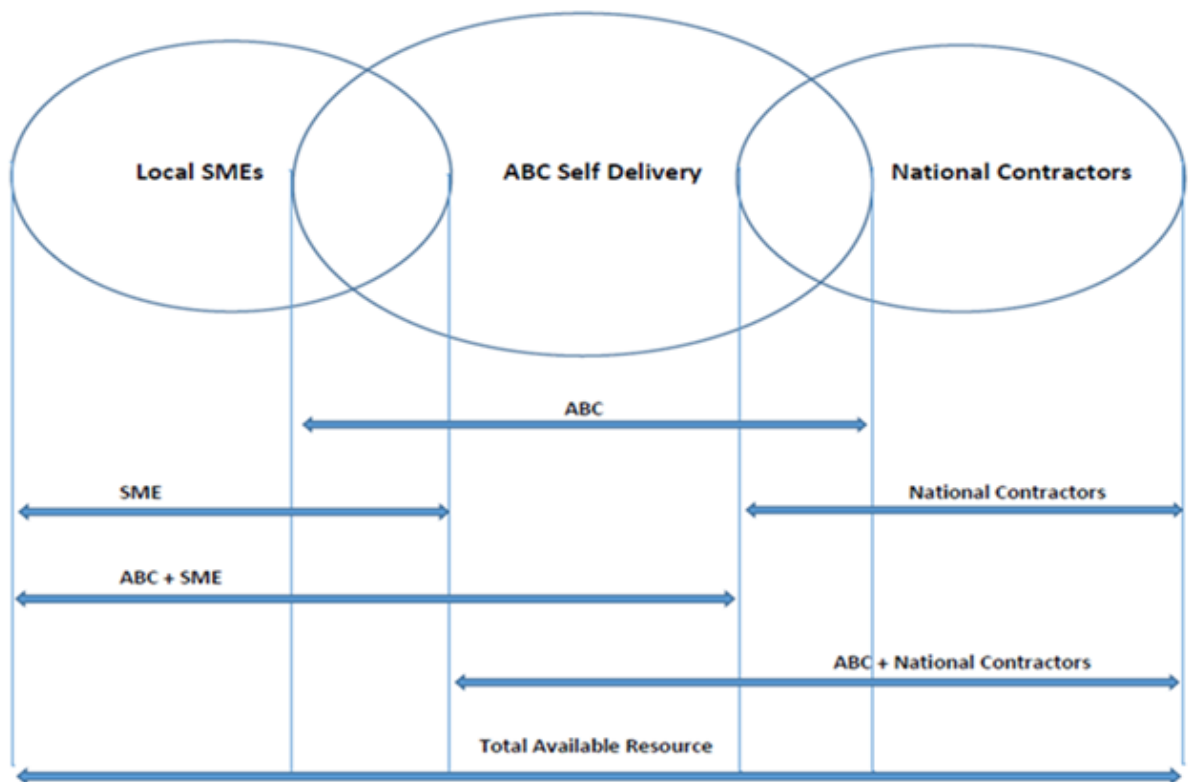 Local SMEs
ABC Self Delivery
National Contractors
ABC
SME
National Contractors
ABC + SME
ABC + National Contractors
Total Available Resource